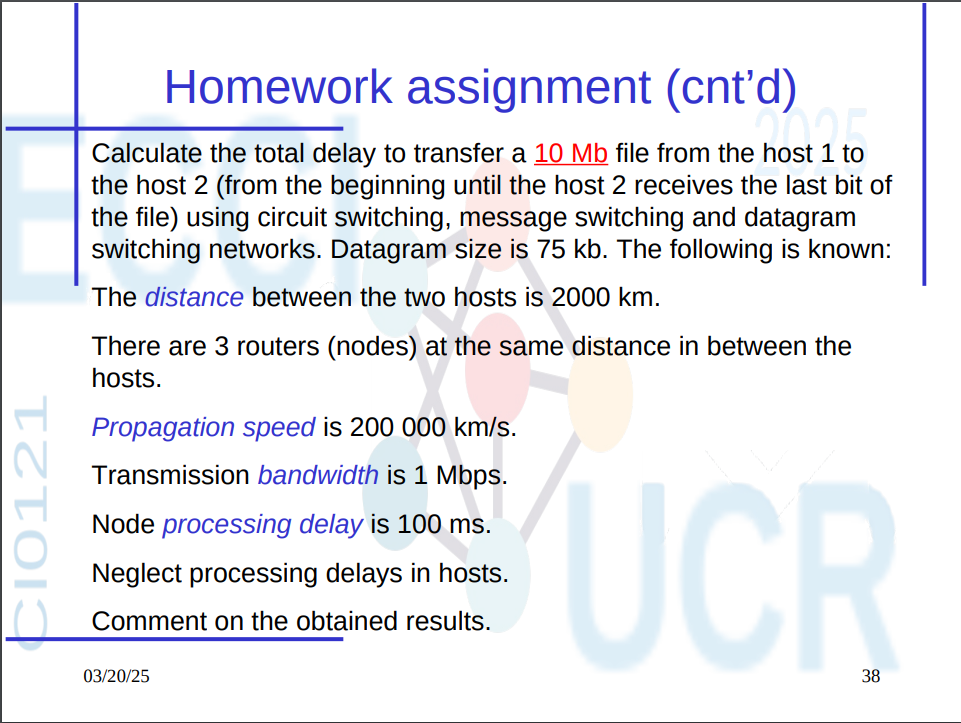 Homework assignment (cnt’d)
2025
ECCI
Calculate the total delay to transfer a 10 Mb file from the host 1 to
the host 2 (from the beginning until the host 2 receives the last bit of
the file) using circuit switching, message switching and datagram
switching networks. Datagram size is 75 kb. The following is known:
The distance between the two hosts is 2000 km.
There are 3 routers (nodes) at the same distance in between the
hosts.
Propagation speed is 200 000 km/s.
Transmission bandwidth is 1 Mbps.
Node processing delay is 100 ms.
Neglect processing delays in hosts.
Comment on the obtained results.
CI0121
UCR
03/20/25
38